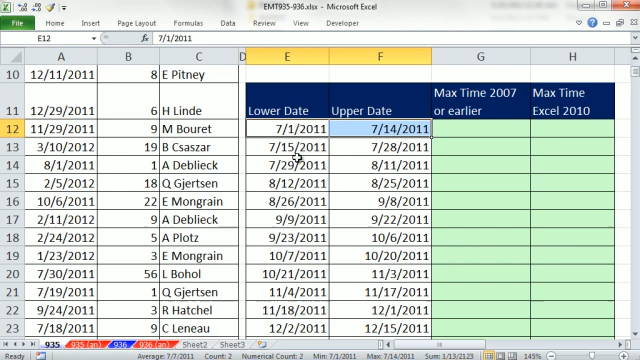 EMT935-936.xlsx - Microsoft Excel
File Home Insert Page Layout Formulas Data Review View Developer
E12 fx 7/1/2011
A B C D E F G H
10 12/11/2011 8 E Pitney
11 12/29/2011 6 H Linde Lower Date Upper Date Max Time 2007 or earlier Max Time Excel 2010
12 11/29/2011 9 M Bouret 7/1/2011 7/14/2011
13 3/10/2012 19 B Csaszar 7/15/2011 7/28/2011
14 8/1/2011 1 A Deblieck 7/29/2011 8/11/2011
15 2/5/2012 18 Q Gjertsen 8/12/2011 8/25/2011
16 10/6/2011 22 E Mongrain 8/26/2011 9/8/2011
17 2/11/2012 9 A Deblieck 9/9/2011 9/22/2011
18 2/24/2012 5 A Plotz 9/23/2011 10/6/2011
19 1/23/2012 3 E Mongrain 10/7/2011 10/20/2011
20 7/30/2011 56 L Bohol 10/21/2011 11/3/2011
21 7/19/2011 1 Q Gjertsen 11/4/2011 11/17/2011
22 9/24/2011 3 R Hatchel 11/18/2011 12/1/2011
23 7/18/2011 9 C Leneau 12/2/2011 12/15/2011
935 935 (an) 936 936 (an) Sheet2 Sheet3
Ready Average: 7/7/2011 Count: 2 Numerical Count: 2 Min: 7/1/2011 Max: 7/14/2011 Sum: 1/13/2123 145%